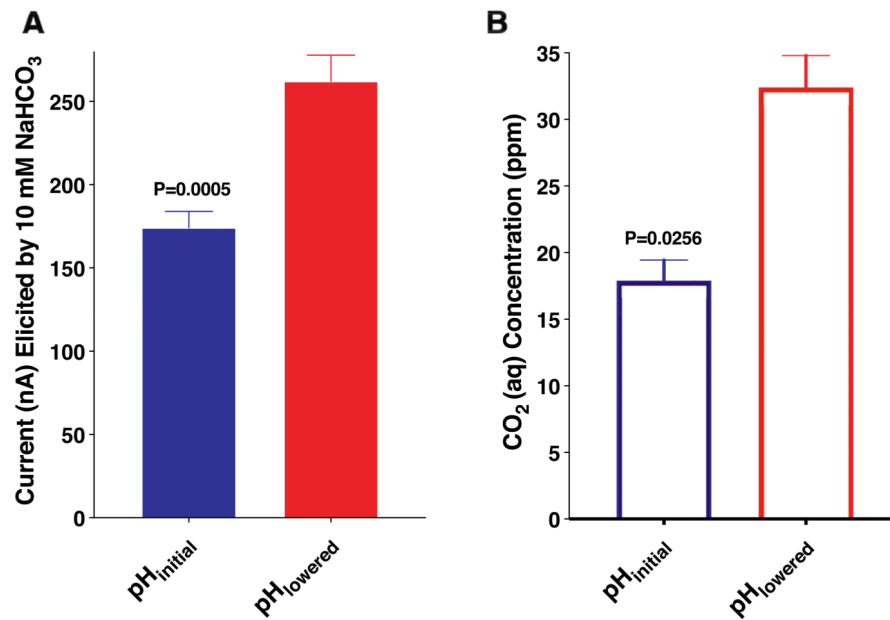 A
Current (nA) Elicited by 10 mM NaHCO₃
250
200
150
100
50
0
P=0.0005
pHinitial
pHlowered
B
CO₂ (aq) Concentration (ppm)
35
30
25
20
15
10
5
0
P=0.0256
pHinitial
pHlowered